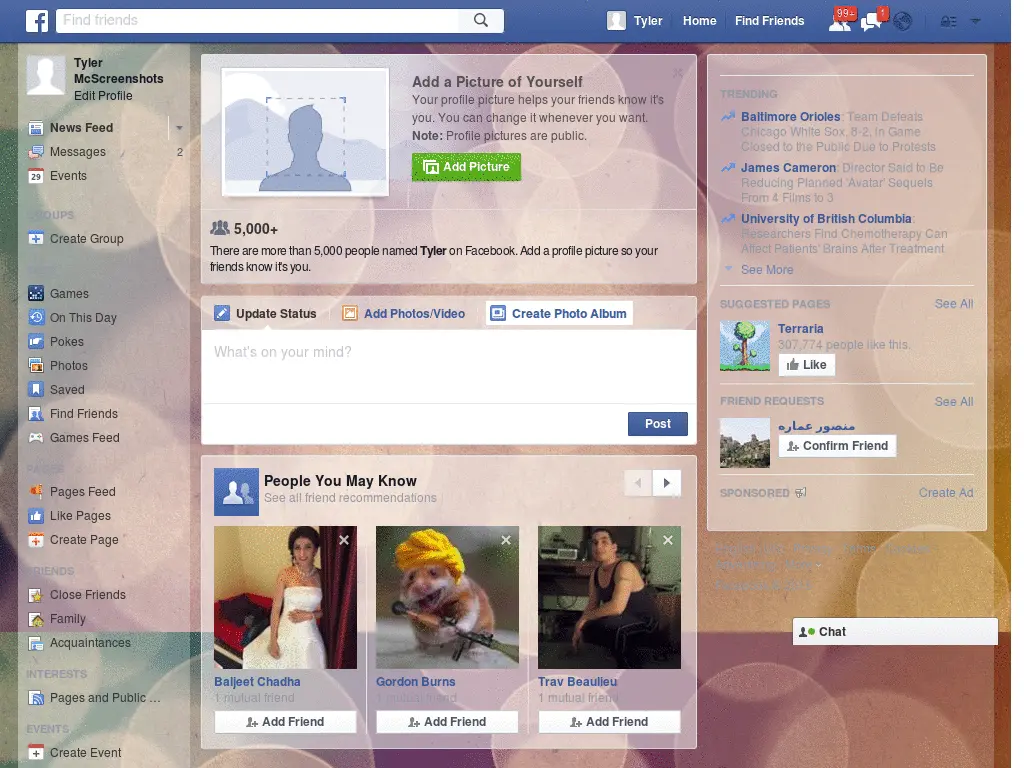 f
Find friends
Tyler
Home
Find Friends
99+
1
Tyler
McScreenshots
Edit Profile
News Feed
Messages
2
29
Events
GROUPS
Create Group
Games
On This Day
Pokes
Photos
Saved
Find Friends
Games Feed
PAGES
Pages Feed
Like Pages
Create Page
FRIENDS
Close Friends
Family
Acquaintances
INTERESTS
Pages and Public ...
EVENTS
Create Event
Add a Picture of Yourself
Your profile picture helps your friends know it's
you. You can change it whenever you want.
Note: Profile pictures are public.
Add Picture
5,000+
There are more than 5,000 people named Tyler on Facebook. Add a profile picture so your
friends know it's you.
Update Status
Add Photos/Video
Create Photo Album
What's on your mind?
Post
People You May Know
See all friend recommendations
Baljeet Chadha
1 mutual friend
Add Friend
Gordon Burns
1 mutual friend
Add Friend
Trav Beaulieu
1 mutual friend
Add Friend
TRENDING
Baltimore Orioles: Team Defeats
Chicago White Sox, 8-2, in Game
Closed to the Public Due to Protests
James Cameron: Director Said to Be
Reducing Planned 'Avatar' Sequels
From 4 Films to 3
University of British Columbia:
Researchers Find Chemotherapy Can
Affect Patients' Brains After Treatment
See More
SUGGESTED PAGES
See All
Terraria
307,774 people like this.
Like
FRIEND REQUESTS
See All
منصور عماره
Confirm Friend
SPONSORED
Create Ad
Chat